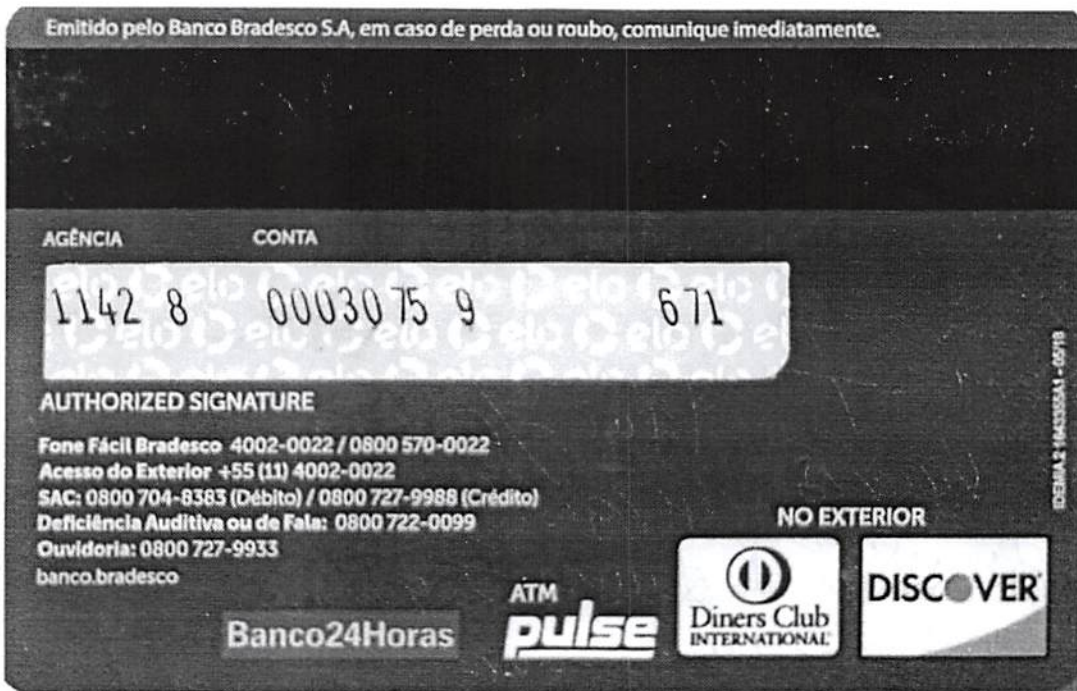 Emitido pelo Banco Bradesco S.A, em caso de perda ou roubo, comunique imediatamente.
AGÊNCIA CONTA
1142 8 0003075 9 671
AUTHORIZED SIGNATURE
Fone Fácil Bradesco 4002-0022 / 0800 570-0022
Acesso do Exterior +55 (11) 4002-0022
SAC: 0800 704-8383 (Débito) / 0800 727-9988 (Crédito)
Deficiência Auditiva ou de Fala: 0800 722-0099
Ouvidoria: 0800 727-9933
banco.bradesco
Banco24Horas
ATM
pulse
NO EXTERIOR
Diners Club
INTERNATIONAL
DISCOVER